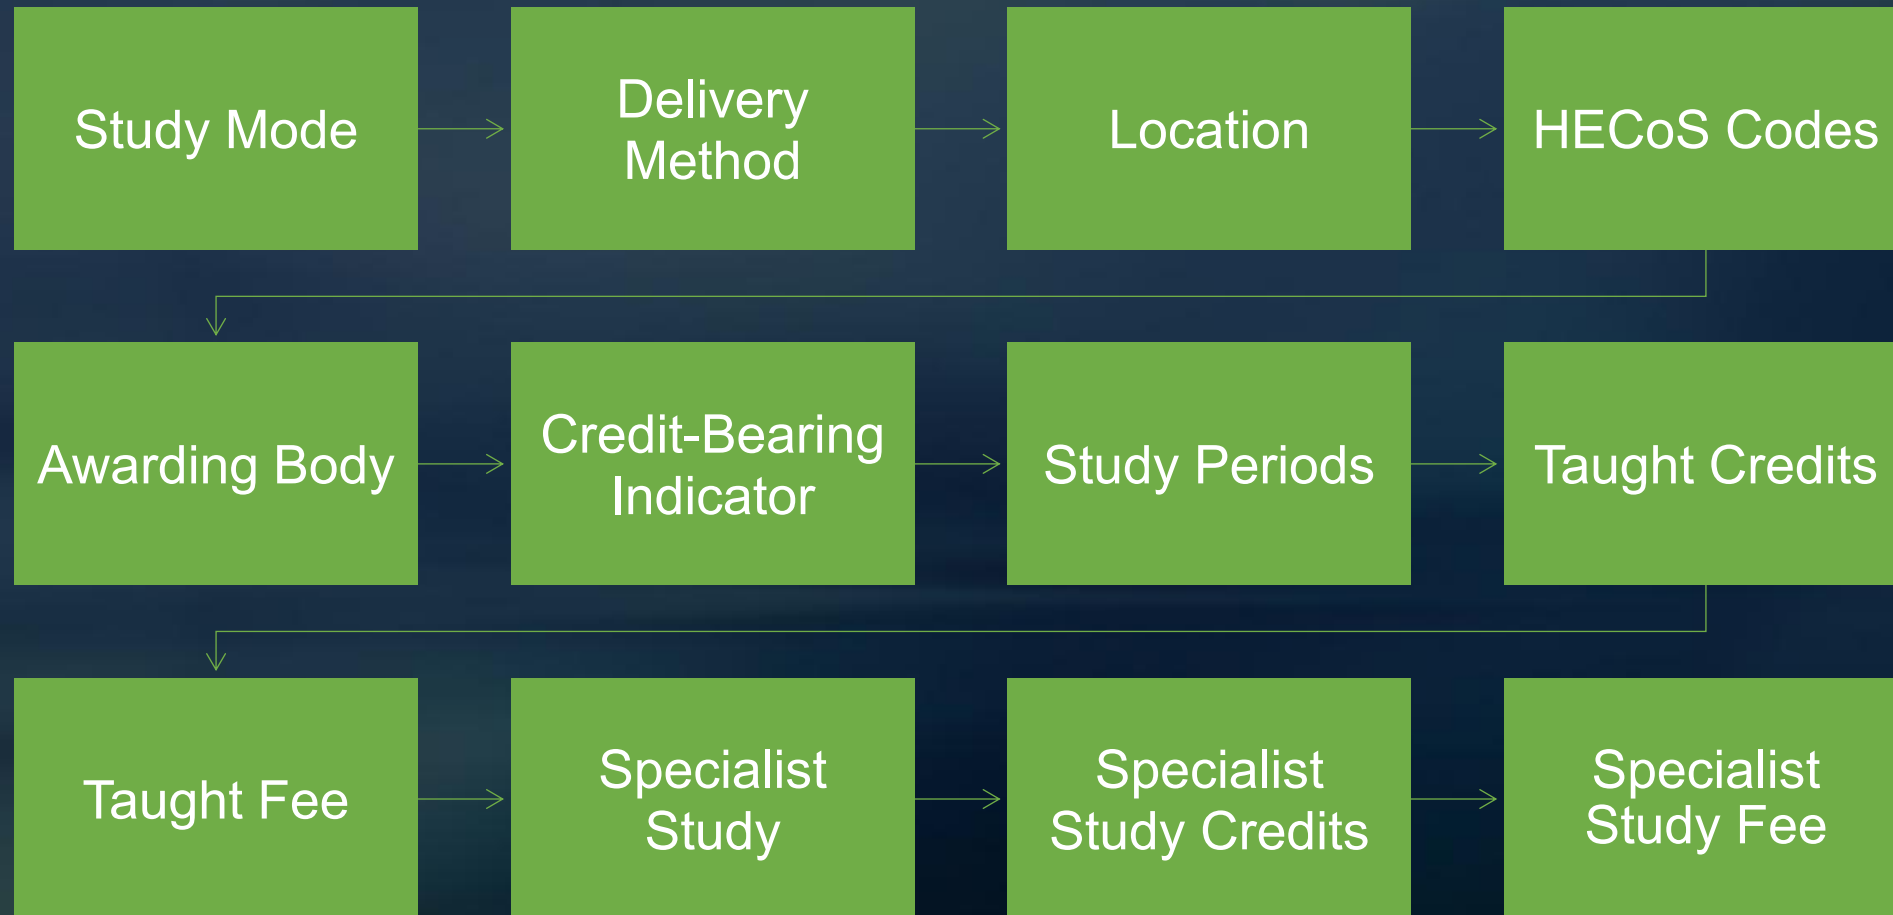 Study Mode
Delivery
Method
Location
HECoS Codes
Awarding Body
Credit-Bearing
Indicator
Study Periods
Taught Credits
Taught Fee
Specialist
Study
Specialist
Study Credits
Specialist
Study Fee